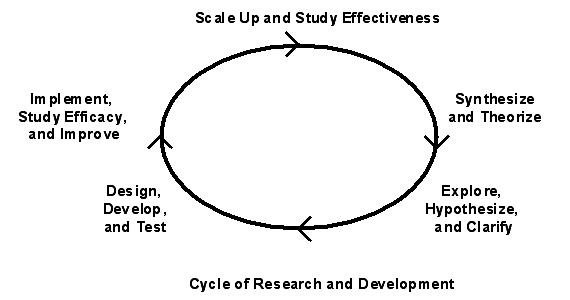 Scale Up and Study Effectiveness
Implement,
Study Efficacy,
and Improve
Synthesize
and Theorize
Design,
Develop,
and Test
Explore,
Hypothesize,
and Clarify
Cycle of Research and Development